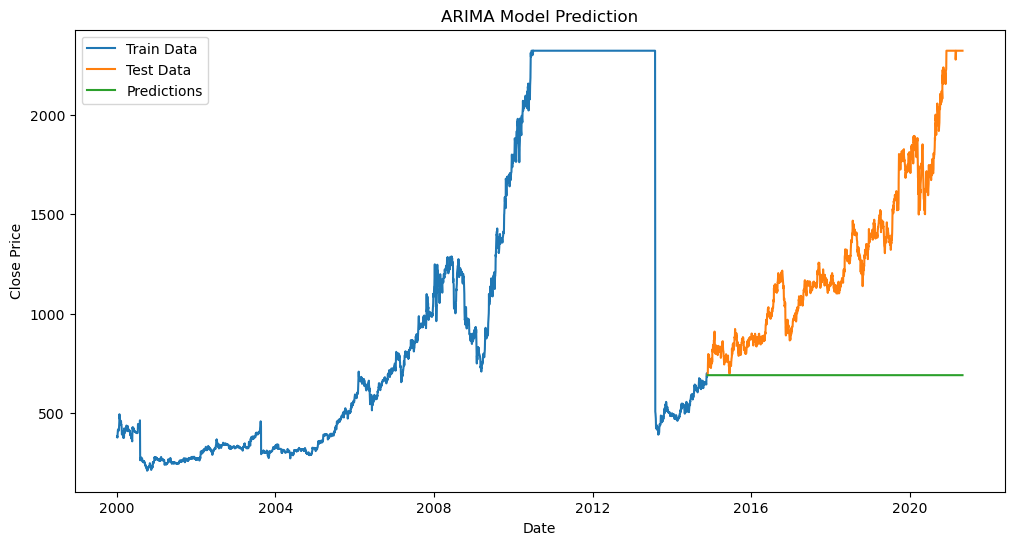 ARIMA Model Prediction
Train Data
Test Data
Predictions
Close Price
2000
1500
1000
500
2000
2004
2008
2012
2016
2020
Date